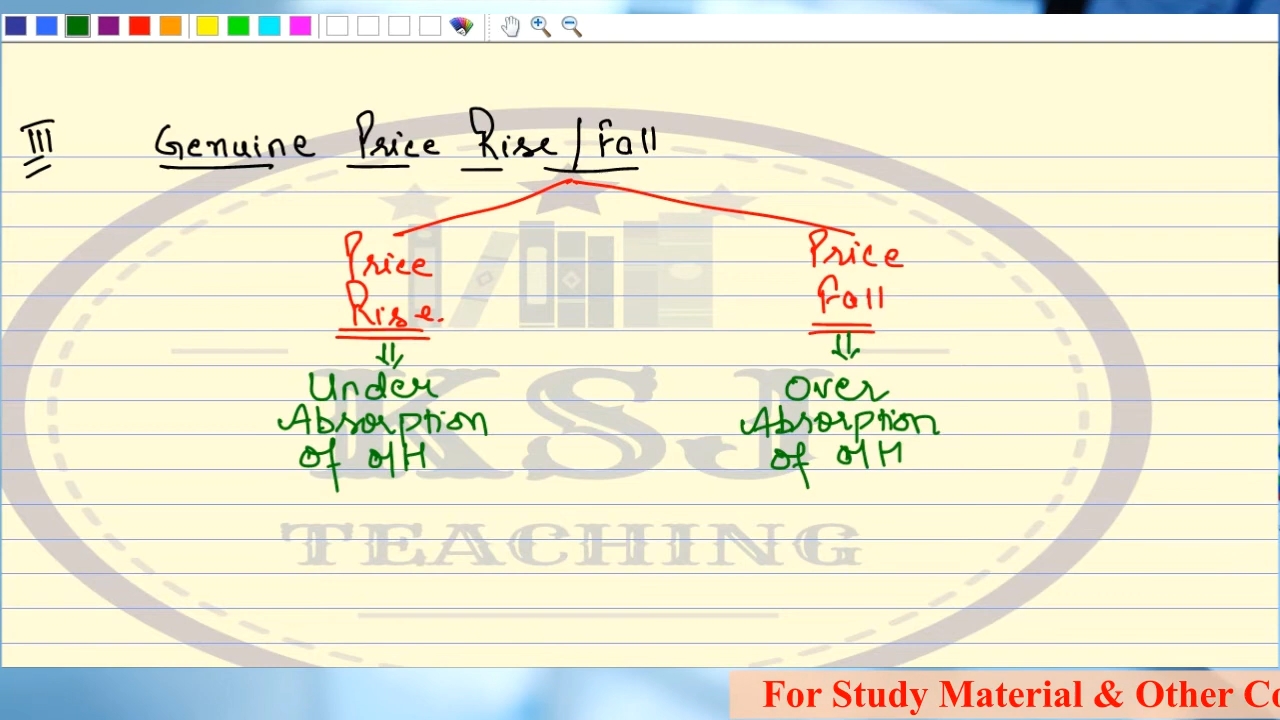 III Genuine Price Rise/Fall
Price
Rise.
Price
Fall
⇓
⇓
Under
Absorption
of o/H
Over
Absorption
of o/H
KSJ
TEACHING
For Study Material & Other Co